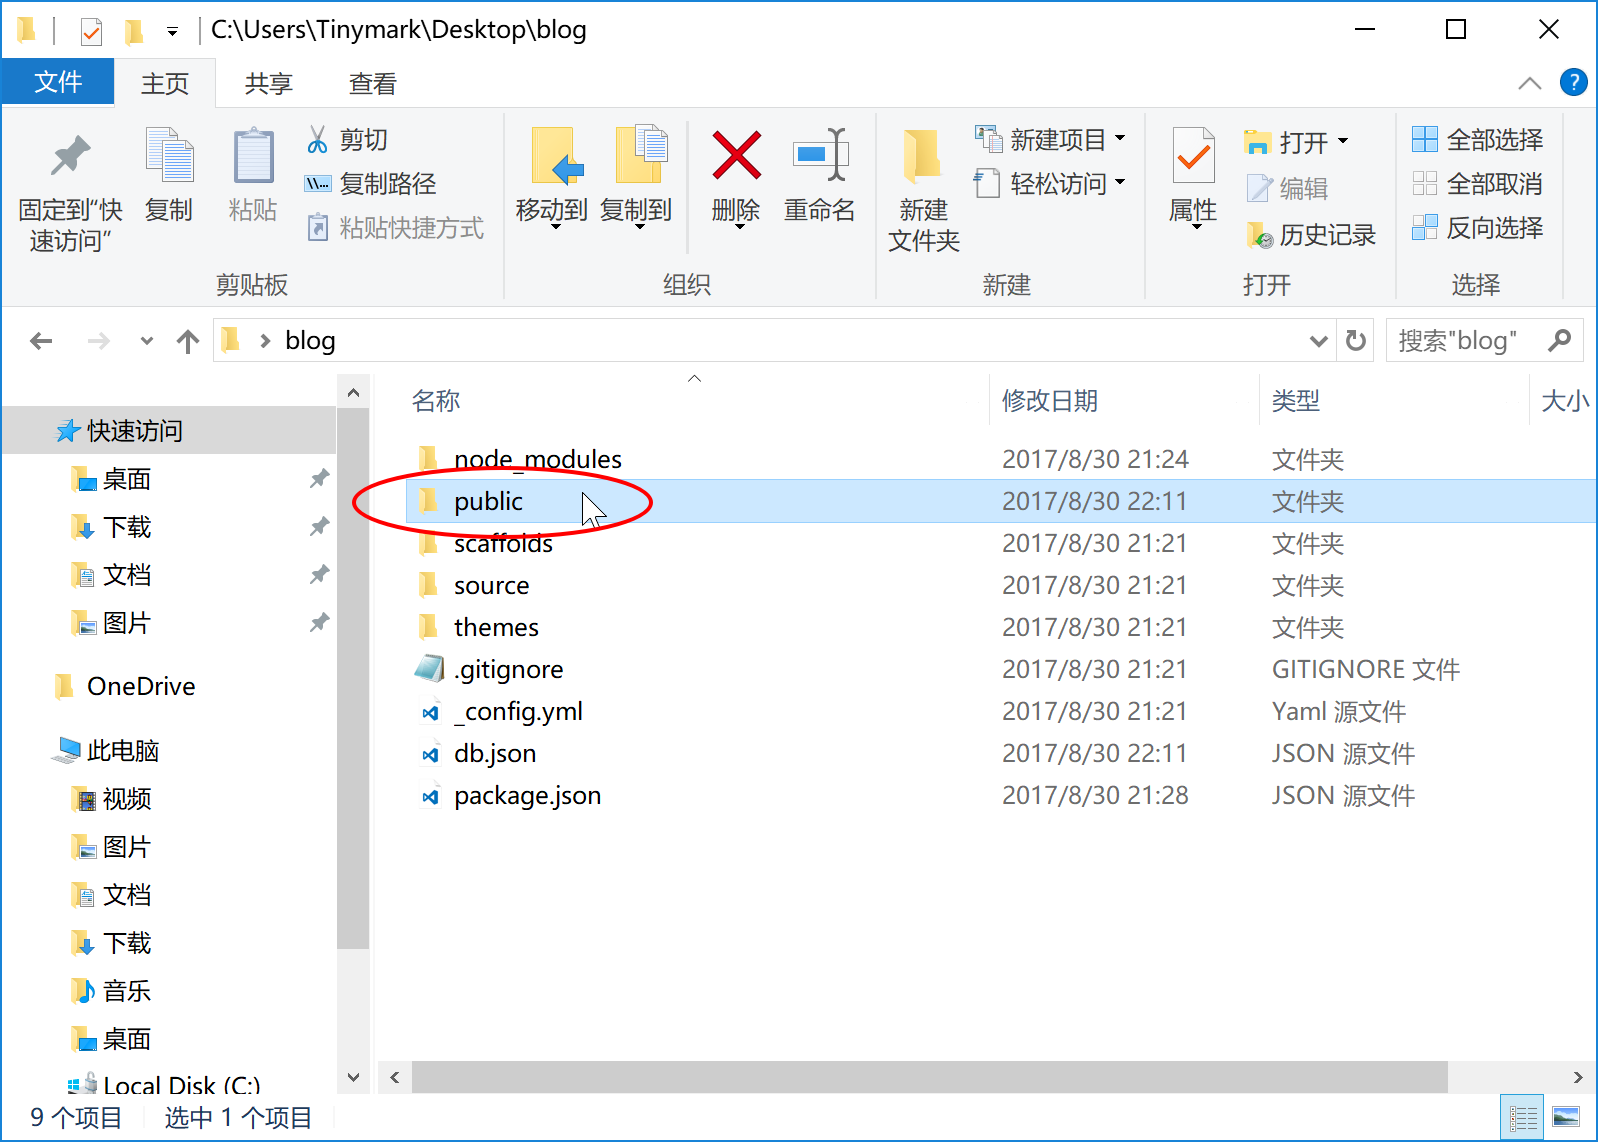 C:\Users\Tinymark\Desktop\blog
文件 主页 共享 查看
固定到“快速访问”
复制
粘贴
剪切
复制路径
粘贴快捷方式
剪贴板
移动到
复制到
删除
重命名
组织
新建
文件夹
新建项目
轻松访问
新建
属性
打开
编辑
历史记录
打开
全部选择
全部取消
反向选择
选择
blog
搜索"blog"
快速访问
桌面
下载
文档
图片
OneDrive
此电脑
视频
图片
文档
下载
音乐
桌面
Local Disk (C:)
名称 修改日期 类型 大小
node_modules 2017/8/30 21:24 文件夹
public 2017/8/30 22:11 文件夹
scaffolds 2017/8/30 21:21 文件夹
source 2017/8/30 21:21 文件夹
themes 2017/8/30 21:21 文件夹
.gitignore 2017/8/30 21:21 GITIGNORE 文件
_config.yml 2017/8/30 21:21 Yaml 源文件
db.json 2017/8/30 22:11 JSON 源文件
package.json 2017/8/30 21:28 JSON 源文件
9 个项目 选中 1 个项目